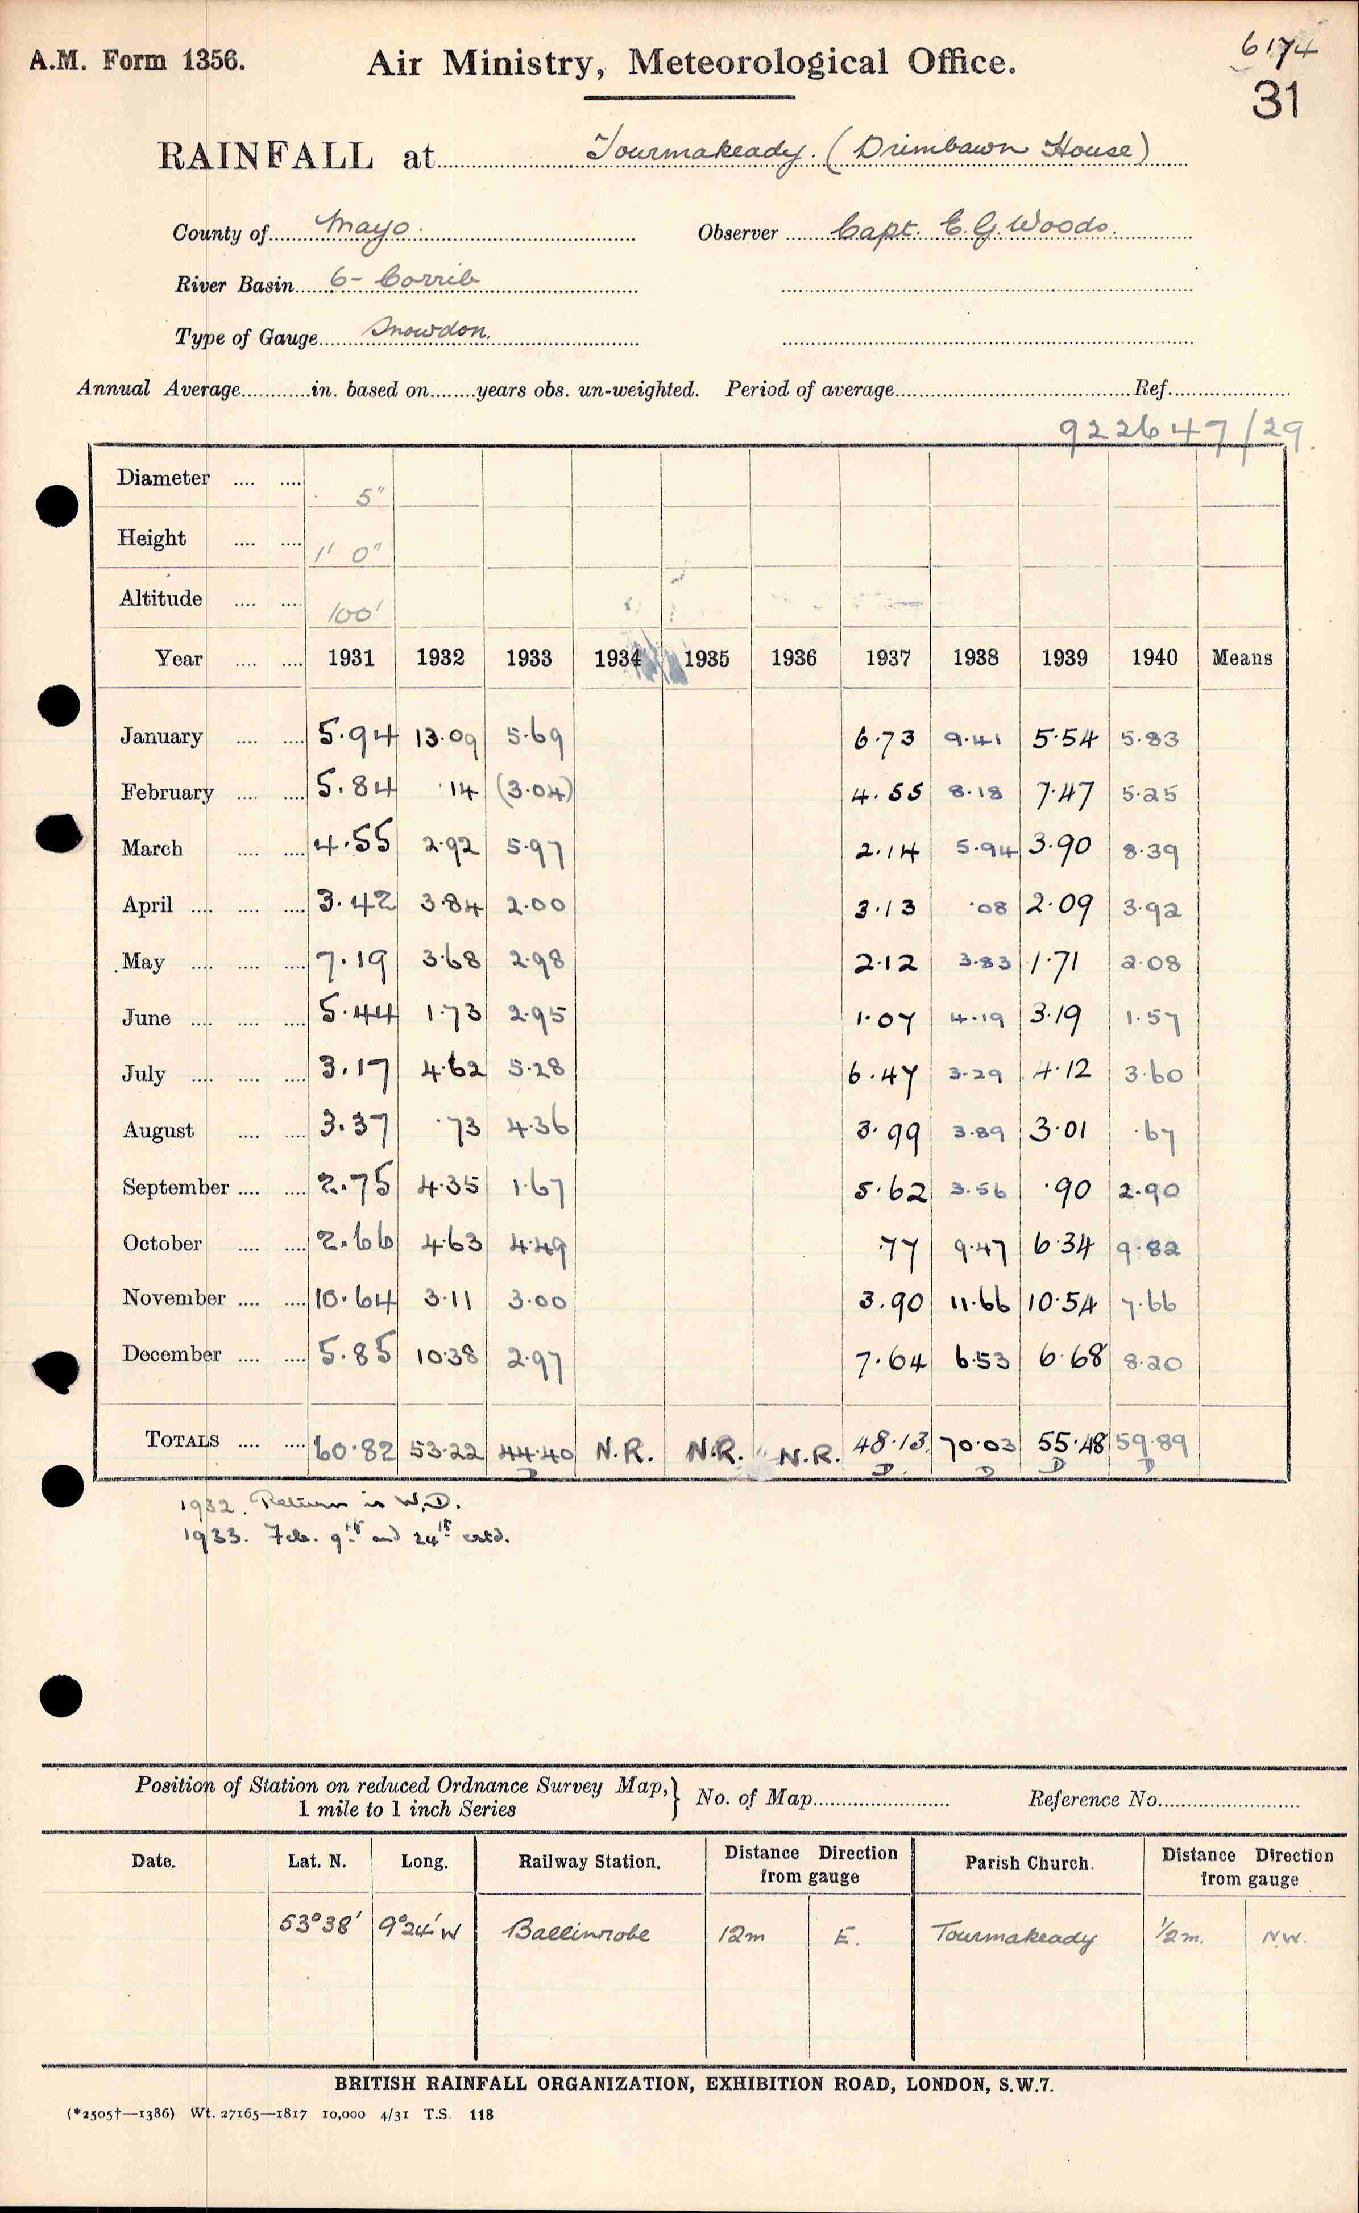 A.M. Form 1356.
Air Ministry, Meteorological Office.
6174
31
RAINFALL at Tourmakeady. (Drimbawn House)
County of Mayo. Observer Capt. E. G. Woods.
River Basin 6- Corrib
Type of Gauge Snowdon.
Annual Average in. based on years obs. un-weighted. Period of average Ref.
922647/29.
Diameter 5"
Height 1' 0"
Altitude 100'
Year 1931 1932 1933 1934 1935 1936 1937 1938 1939 1940 Means
January 5.94 13.09 5.69 6.73 9.41 5.54 5.83
February 5.84 .14 (3.04) 4.55 8.18 7.47 5.25
March 4.55 2.92 5.97 2.14 5.94 3.90 8.39
April 3.42 3.84 2.00 3.13 .08 2.09 3.92
May 7.19 3.68 2.98 2.12 3.83 1.71 2.08
June 5.44 1.73 2.95 1.07 4.19 3.19 1.57
July 3.17 4.62 5.28 6.47 3.29 4.12 3.60
August 3.37 .73 4.36 3.99 3.89 3.01 .67
September 2.75 4.35 1.67 5.62 3.56 .90 2.90
October 2.66 4.63 4.49 .77 9.47 6.34 9.82
November 10.64 3.11 3.00 3.90 11.66 10.54 7.66
December 5.85 10.38 2.97 7.64 6.53 6.68 8.20
TOTALS 60.82 53.22 44.40 N.R. N.R. N.R. 48.13 70.03 55.48 59.89
D D D D D
1932. Return is W.D.
1933. Feb. 9th and 24th estd.
Position of Station on reduced Ordnance Survey Map,} No. of Map Reference No.
1 mile to 1 inch Series
Date. Lat. N. Long. Railway Station. Distance Direction from gauge Parish Church. Distance Direction from gauge
53°38' 9°24' W Ballinrobe 12m E. Tourmakeady 1/2m. N.W.
BRITISH RAINFALL ORGANIZATION, EXHIBITION ROAD, LONDON, S.W.7.
(*2505†—1386) Wt. 27165—1817 10,000 4/31 T.S. 118